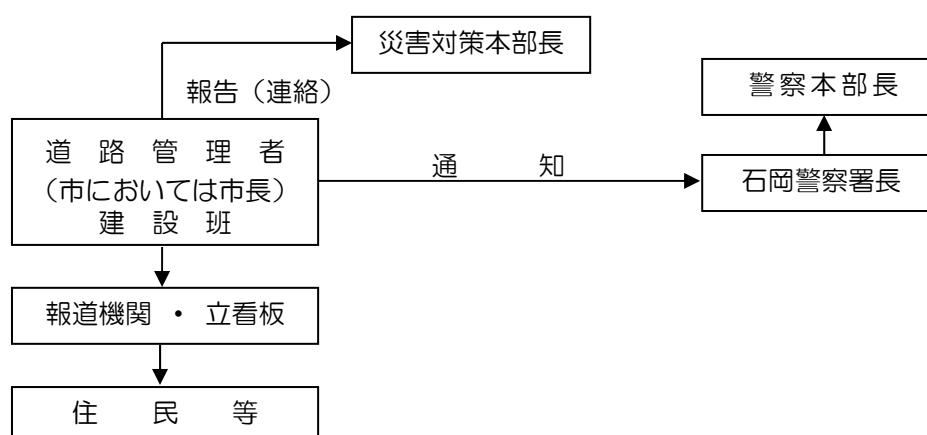 災害対策本部長
報告（連絡）
警察本部長
道　路　管　理　者
（市においては市長）
建　設　班
通　　　知
石岡警察署長
報道機関　・　立看板
住　　民　　等